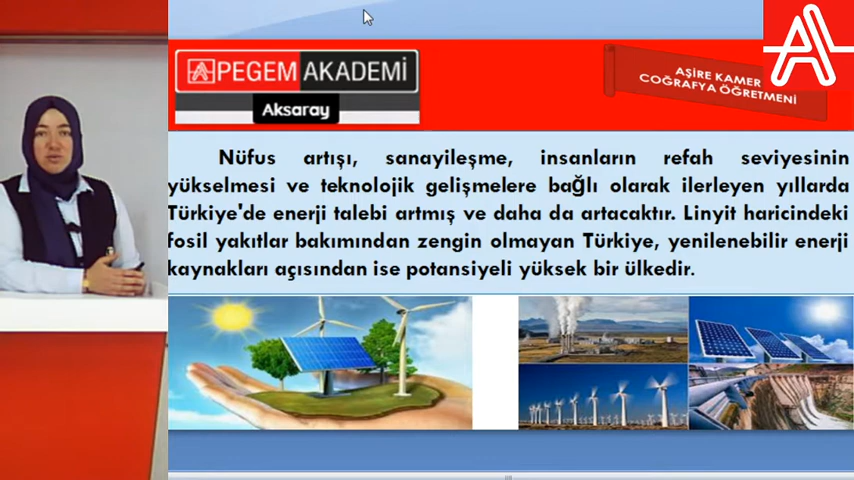 PEGEM AKADEMİ
Aksaray
AŞİRE KAMER
COĞRAFYA ÖĞRETMENİ
Nüfus artışı, sanayileşme, insanların refah seviyesinin
yükselmesi ve teknolojik gelişmelere bağlı olarak ilerleyen yıllarda
Türkiye'de enerji talebi artmış ve daha da artacaktır. Linyit haricindeki
fosil yakıtlar bakımından zengin olmayan Türkiye, yenilenebilir enerji
kaynakları açısından ise potansiyeli yüksek bir ülkedir.